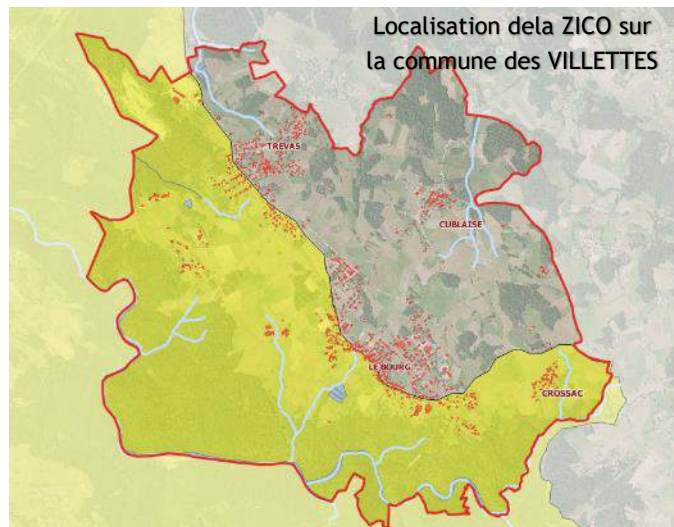 Localisation dela ZICO sur
la commune des VILLETTES
TREVAS
CUBLAISE
LE BOURG
CROSSAC